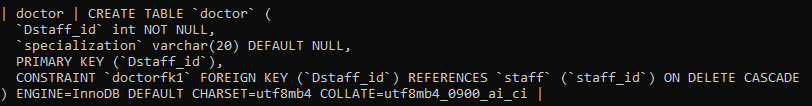 | doctor | CREATE TABLE `doctor` (
  `Dstaff_id` int NOT NULL,
  `specialization` varchar(20) DEFAULT NULL,
  PRIMARY KEY (`Dstaff_id`),
  CONSTRAINT `doctorfk1` FOREIGN KEY (`Dstaff_id`) REFERENCES `staff` (`staff_id`) ON DELETE CASCADE
) ENGINE=InnoDB DEFAULT CHARSET=utf8mb4 COLLATE=utf8mb4_0900_ai_ci |